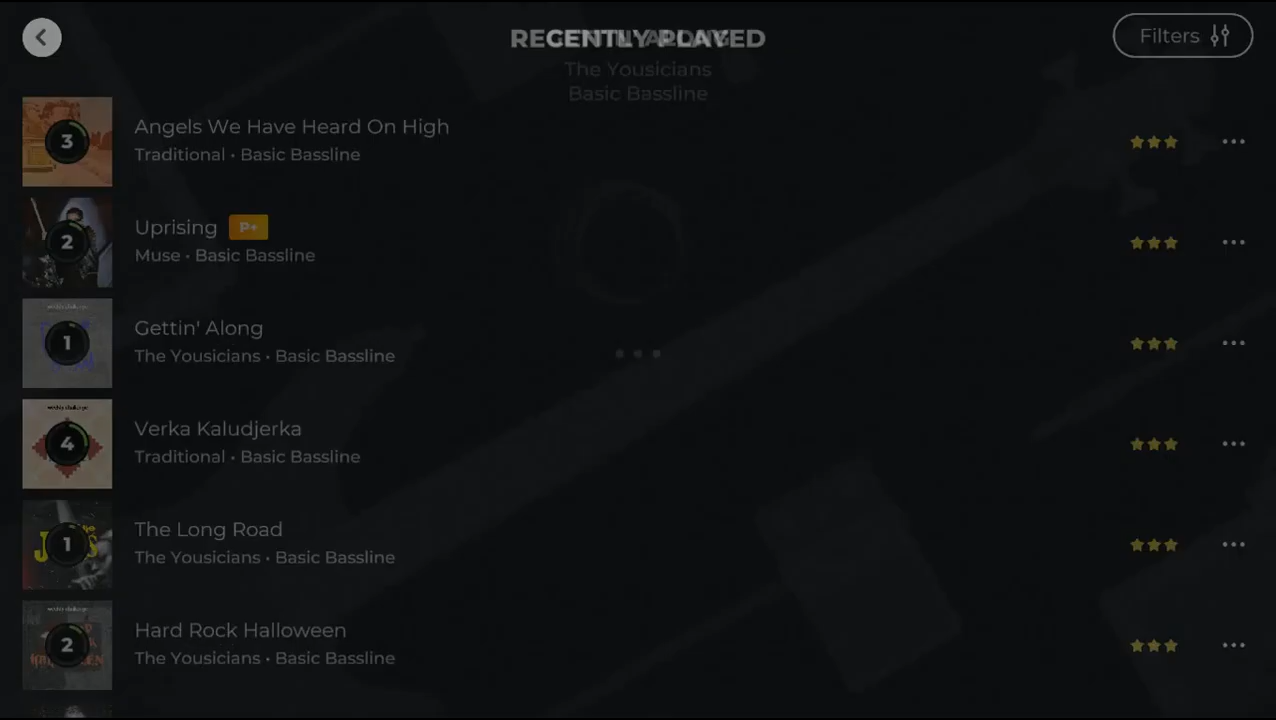 RECENTLY PLAYED
Filters
The Yousicians
Basic Bassline
3
Angels We Have Heard On High
Traditional • Basic Bassline
2
Uprising P+
Muse • Basic Bassline
1
Gettin' Along
The Yousicians • Basic Bassline
4
Verka Kaludjerka
Traditional • Basic Bassline
1
The Long Road
The Yousicians • Basic Bassline
2
Hard Rock Halloween
The Yousicians • Basic Bassline